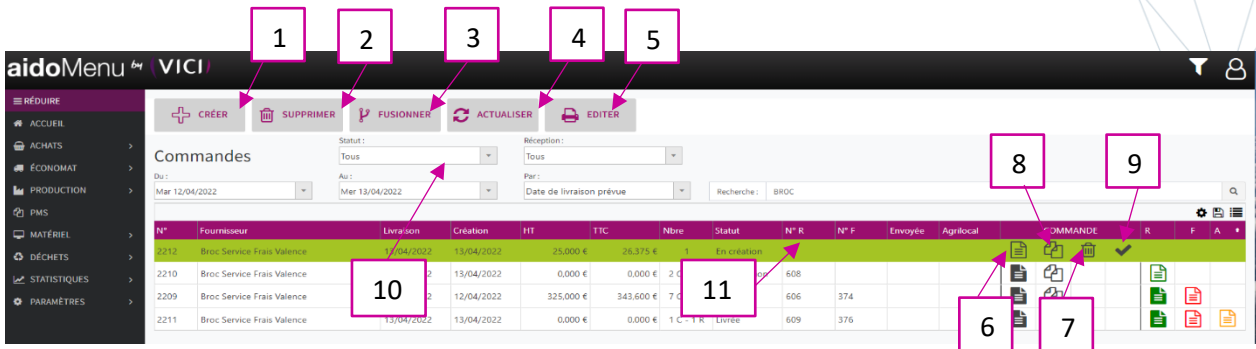 1 2 3 4 5
aidoMenu by (VICI)
RÉDUIRE
CRÉER SUPPRIMER FUSIONNER ACTUALISER EDITER
ACCUEIL
ACHATS
ÉCONOMAT
PRODUCTION
PMS
MATÉRIEL
DÉCHETS
STATISTIQUES
PARAMÈTRES
Commandes
Statut : Réception :
Tous Tous
Du : Au : Par :
Mar 12/04/2022 Mer 13/04/2022 Date de livraison prévue Recherche : BROC
8 9
N° Fournisseur Livraison Création HT TTC Nbre Statut N° R N° F Envoyée Agrilocal COMMANDE R F A
2212 Broc Service Frais Valence 13/04/2022 13/04/2022 25,000 € 26,375 € 1 En création
2210 Broc Service Frais Valence 13/04/2022 0,000 € 0,000 € 608
2209 Broc Service Frais Valence 12/04/2022 325,000 € 343,600 € 606 374
2211 Broc Service Frais Valence 13/04/2022 13/04/2022 0,000 € 0,000 € 1 C - 1 R Livrée 609 376
10 11 6 7